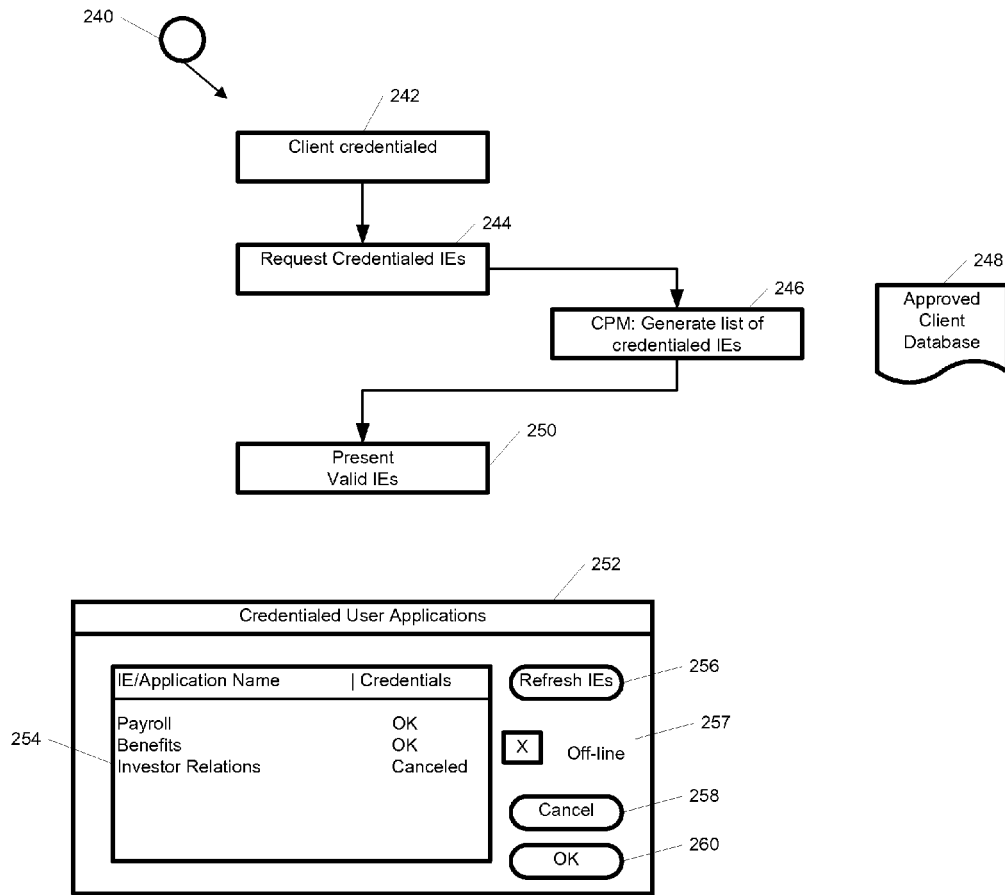 240
242
Client credentialed
244
Request Credentialed IEs
246
CPM: Generate list of
credentialed IEs
248
Approved
Client
Database
250
Present
Valid IEs
252
Credentialed User Applications
IE/Application Name | Credentials
Payroll OK
Benefits OK
Investor Relations Canceled
254
Refresh IEs
256
257
X Off-line
Cancel
258
OK
260